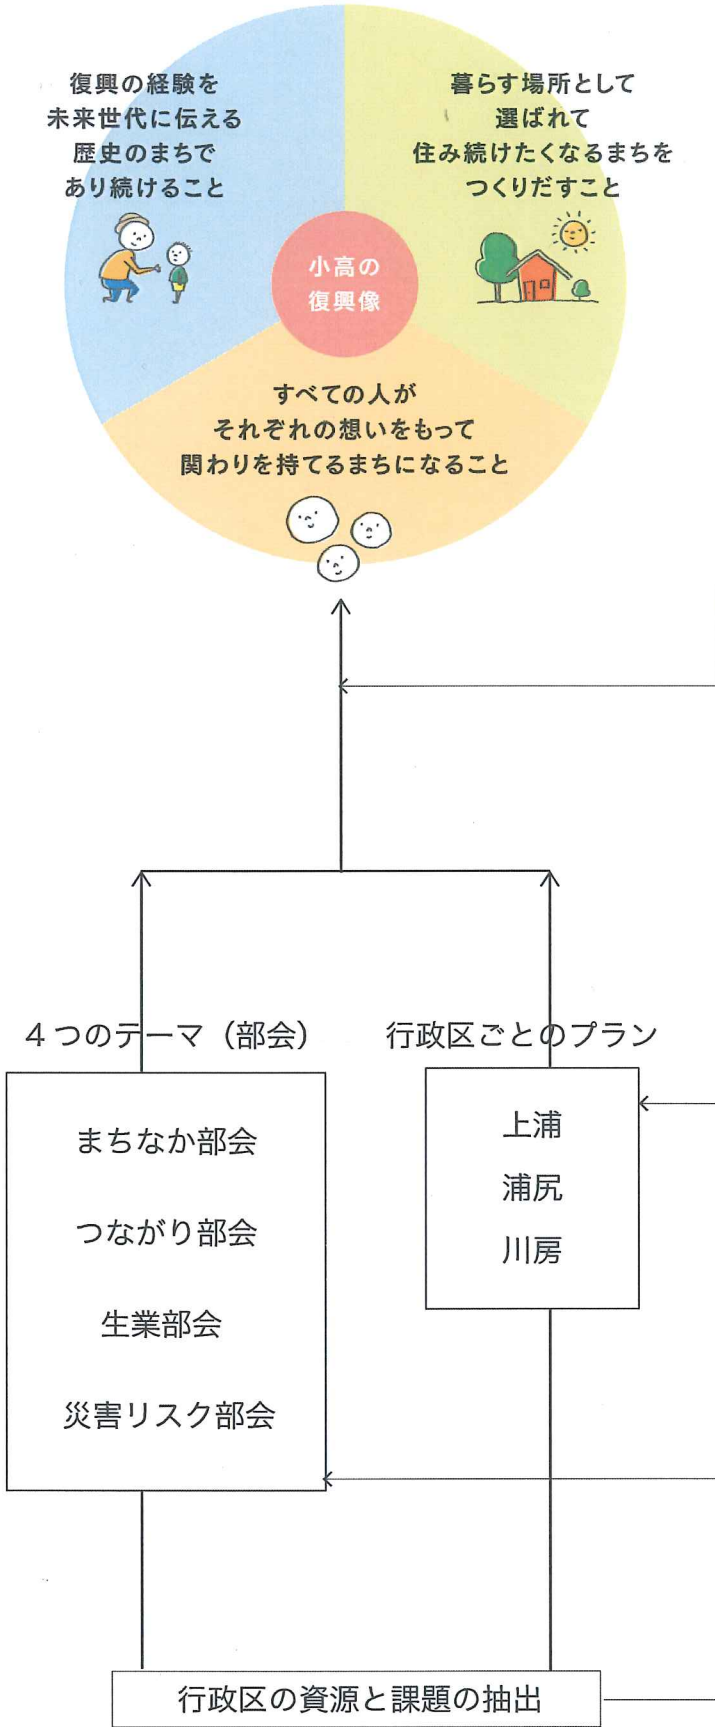 復興の経験を
未来世代に伝える
歴史のまちで
あり続けること
暮らす場所として
選ばれて
住み続けたくなるまちを
つくりだすこと
小高の
復興像
すべての人が
それぞれの想いをもって
関わりを持てるまちになること
4つのテーマ（部会）
まちなか部会
つながり部会
生業部会
災害リスク部会
行政区ごとのプラン
上浦
浦尻
川房
行政区の資源と課題の抽出